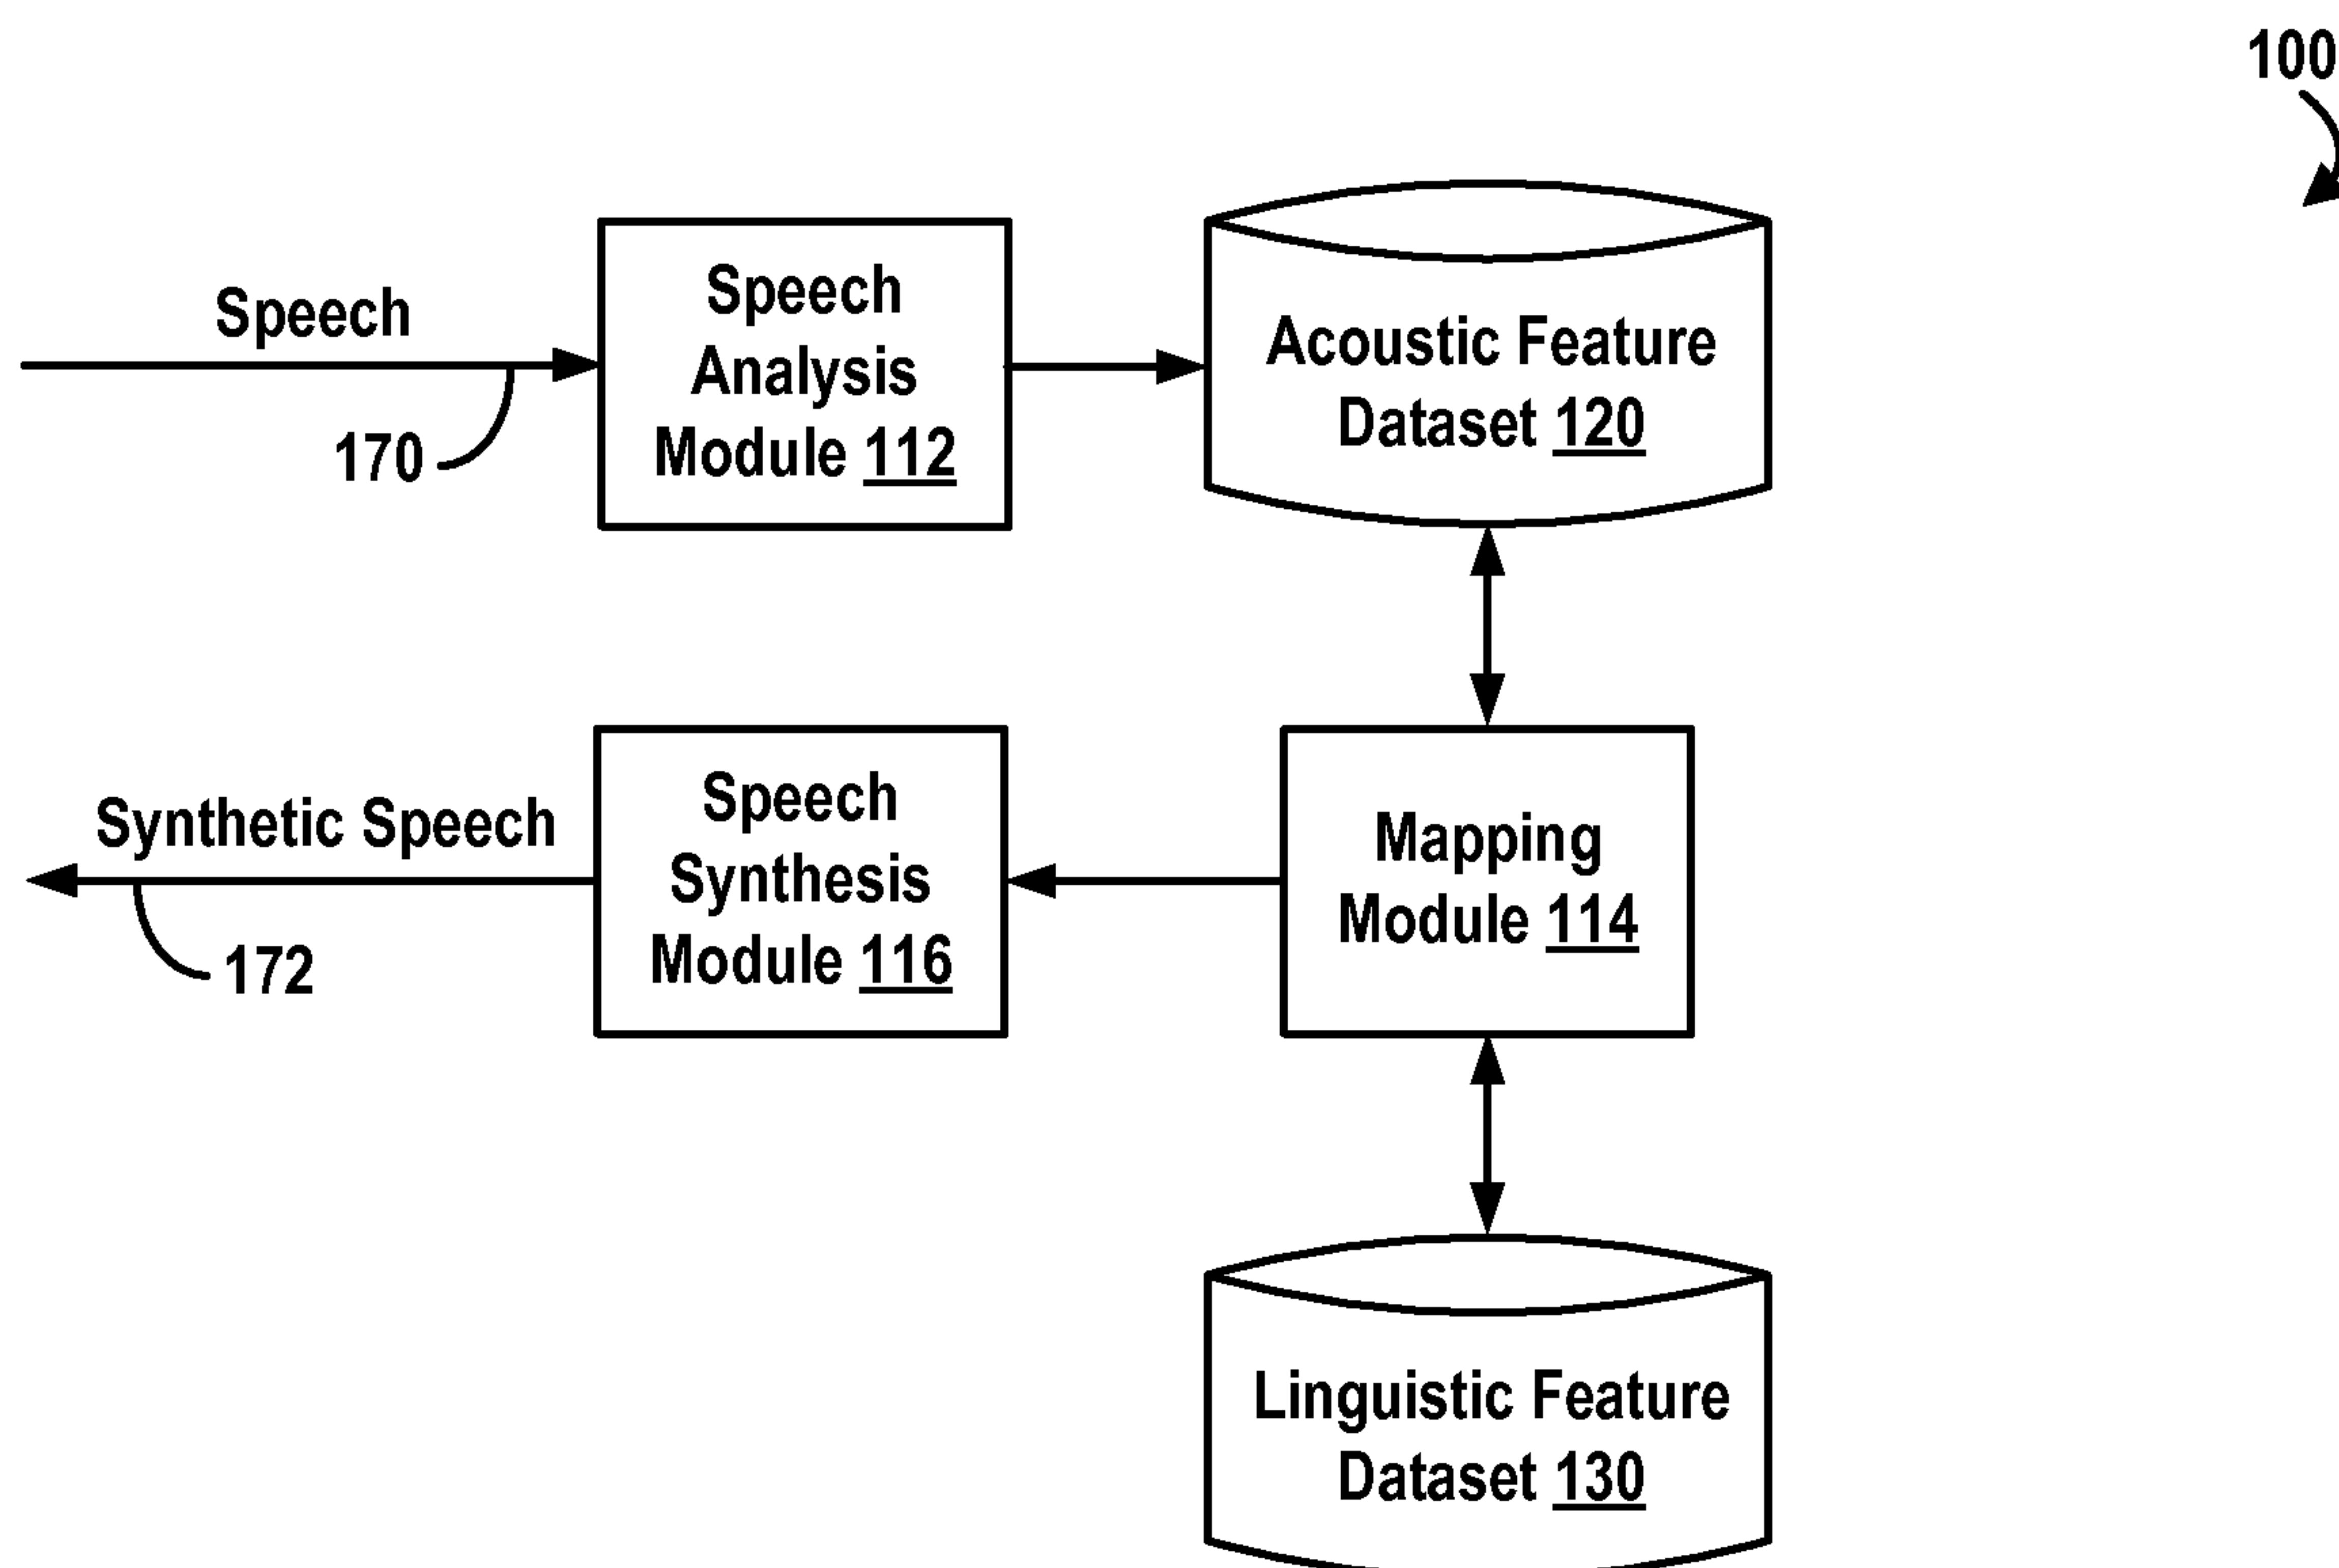 100
Speech
170
Speech
Analysis
Module 112
Acoustic Feature
Dataset 120
Synthetic Speech
172
Speech
Synthesis
Module 116
Mapping
Module 114
Linguistic Feature
Dataset 130